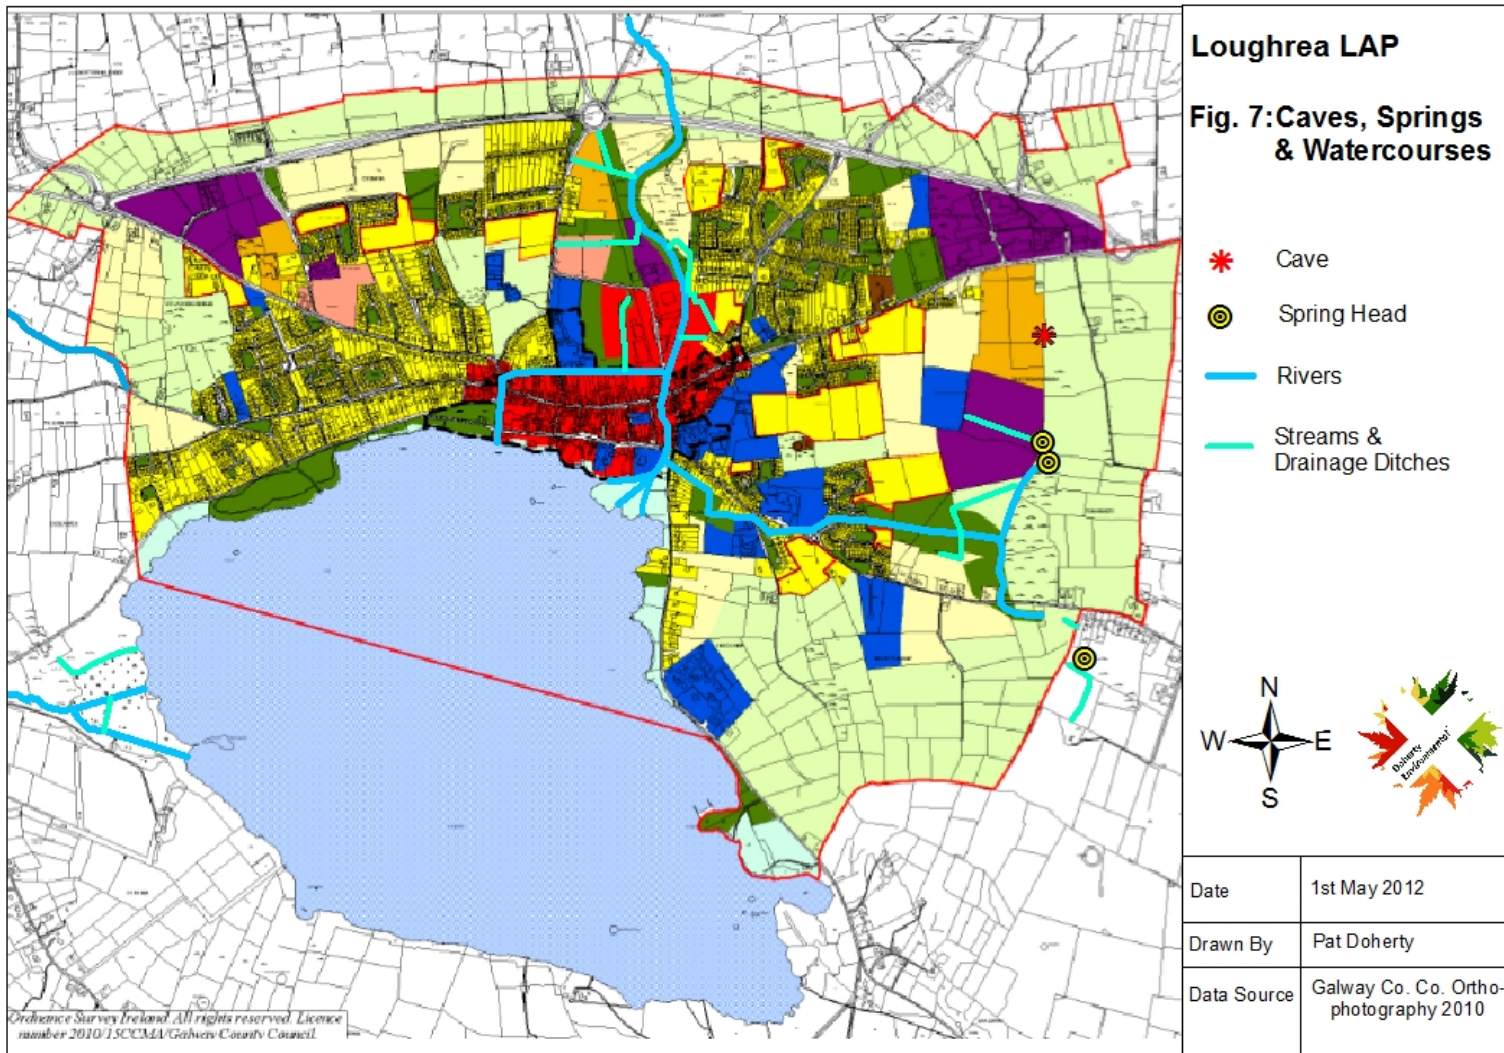 Loughrea LAP
Fig. 7:Caves, Springs
& Watercourses
Cave
Spring Head
Rivers
Streams &
Drainage Ditches
N
W E
S
Doherty
Environmental
Date 1st May 2012
Drawn By Pat Doherty
Data Source Galway Co. Co. Ortho-
photography 2010
Ordnance Survey Ireland. All rights reserved. Licence
number 2010/15CCMA/Galway County Council.